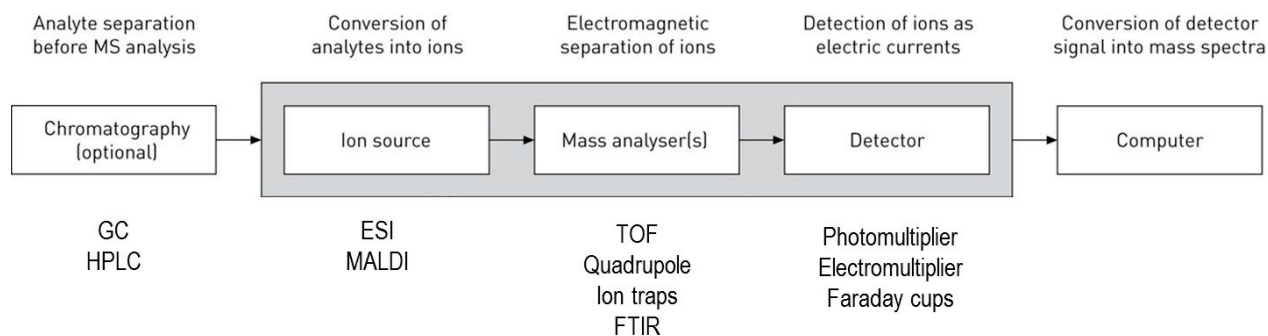 Analyte separation
before MS analysis
Conversion of
analytes into ions
Electromagnetic
separation of ions
Detection of ions as
electric currents
Conversion of detector
signal into mass spectra
Chromatography
(optional)
Ion source
Mass analyser(s)
Detector
Computer
GC
HPLC
ESI
MALDI
TOF
Quadrupole
Ion traps
FTIR
Photomultiplier
Electromultiplier
Faraday cups